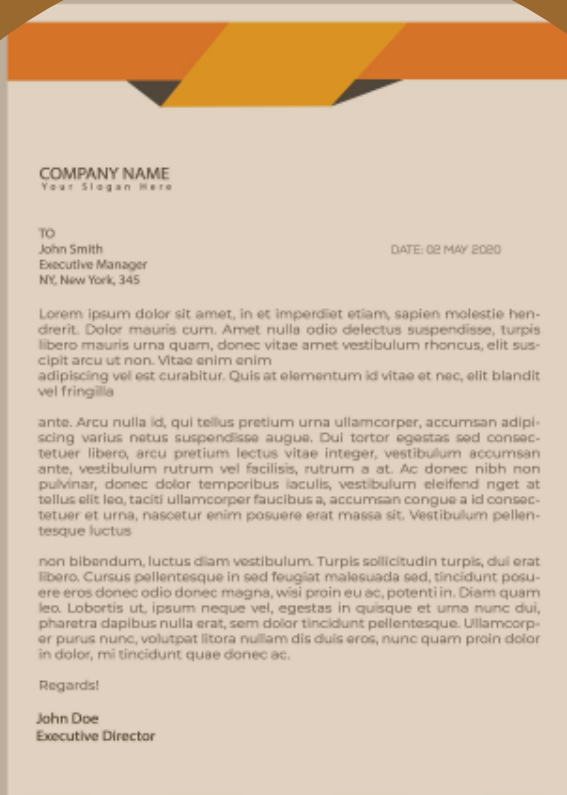 COMPANY NAME
Your Slogan Here
TO
John Smith
DATE: 02 MAY 2020
Executive Manager
NY, New York, 345
Lorem ipsum dolor sit amet, in et imperdiet etiam, sapien molestie hen-
drerit. Dolor mauris cum. Amet nulla odio delectus suspendisse, turpis
libero mauris urna quam, donec vitae amet vestibulum rhoncus, elit sus-
cipit arcu ut non. Vitae enim enim
adipiscing vel est curabitur. Quis at elementum id vitae et nec, elit blandit
vel fringilla
ante. Arcu nulla id, qui tellus pretium urna ullamcorper, accumsan adipi-
scing varius netus suspendisse augue. Dui tortor egestas sed consec-
tetuer libero, arcu pretium lectus vitae integer, vestibulum accumsan
ante, vestibulum rutrum vel facilisis, rutrum a at. Ac donec nibh non
pulvinar, donec dolor temporibus iaculis, vestibulum eleifend nget at
tellus elit leo, taciti ullamcorper faucibus a, accumsan congue a id consec-
tetuer et urna, nascetur enim posuere erat massa sit. Vestibulum pellen-
tesque luctus
non bibendum, luctus diam vestibulum. Turpis sollicitudin turpis, dui erat
libero. Cursus pellentesque in sed feugiat malesuada sed, tincidunt posu-
ere eros donec odio donec magna, wisi proin eu ac, potenti in. Diam quam
leo. Lobortis ut, ipsum neque vel, egestas in quisque et urna nunc dui,
pharetra dapibus nulla erat, sem dolor tincidunt pellentesque. Ullamcorp-
er purus nunc, volutpat litora nullam dis duis eros, nunc quam proin dolor
in dolor, mi tincidunt quae donec ac.
Regards!
John Doe
Executive Director